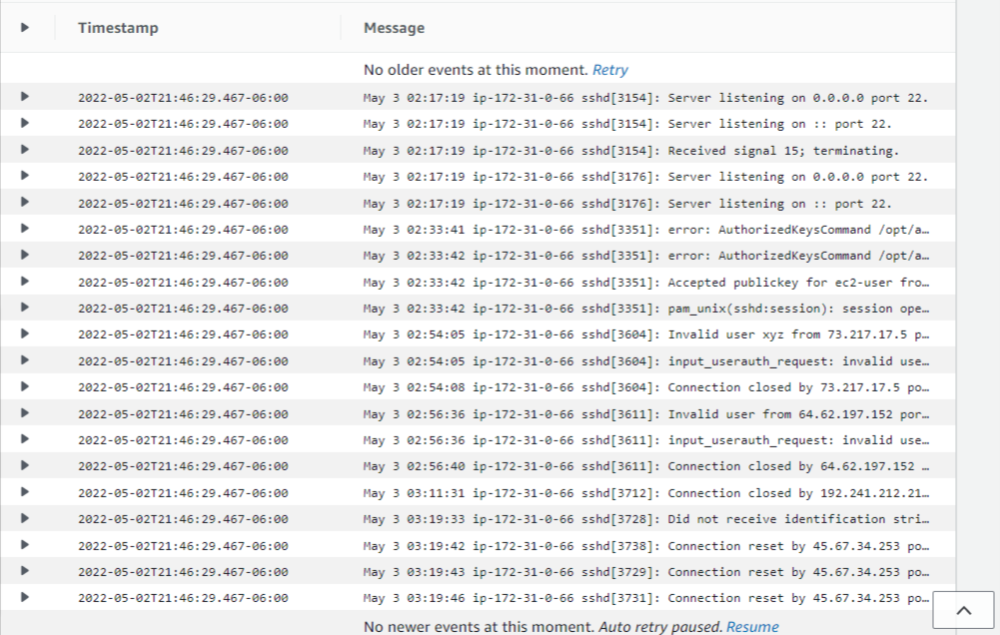 Timestamp Message
No older events at this moment. Retry
2022-05-02T21:46:29.467-06:00 May 3 02:17:19 ip-172-31-0-66 sshd[3154]: Server listening on 0.0.0.0 port 22.
2022-05-02T21:46:29.467-06:00 May 3 02:17:19 ip-172-31-0-66 sshd[3154]: Server listening on :: port 22.
2022-05-02T21:46:29.467-06:00 May 3 02:17:19 ip-172-31-0-66 sshd[3154]: Received signal 15; terminating.
2022-05-02T21:46:29.467-06:00 May 3 02:17:19 ip-172-31-0-66 sshd[3176]: Server listening on 0.0.0.0 port 22.
2022-05-02T21:46:29.467-06:00 May 3 02:17:19 ip-172-31-0-66 sshd[3176]: Server listening on :: port 22.
2022-05-02T21:46:29.467-06:00 May 3 02:33:41 ip-172-31-0-66 sshd[3351]: error: AuthorizedKeysCommand /opt/a…
2022-05-02T21:46:29.467-06:00 May 3 02:33:42 ip-172-31-0-66 sshd[3351]: error: AuthorizedKeysCommand /opt/a…
2022-05-02T21:46:29.467-06:00 May 3 02:33:42 ip-172-31-0-66 sshd[3351]: Accepted publickey for ec2-user fro…
2022-05-02T21:46:29.467-06:00 May 3 02:33:42 ip-172-31-0-66 sshd[3351]: pam_unix(sshd:session): session ope…
2022-05-02T21:46:29.467-06:00 May 3 02:54:05 ip-172-31-0-66 sshd[3604]: Invalid user xyz from 73.217.17.5 p…
2022-05-02T21:46:29.467-06:00 May 3 02:54:05 ip-172-31-0-66 sshd[3604]: input_userauth_request: invalid use…
2022-05-02T21:46:29.467-06:00 May 3 02:54:08 ip-172-31-0-66 sshd[3604]: Connection closed by 73.217.17.5 po…
2022-05-02T21:46:29.467-06:00 May 3 02:56:36 ip-172-31-0-66 sshd[3611]: Invalid user from 64.62.197.152 por…
2022-05-02T21:46:29.467-06:00 May 3 02:56:36 ip-172-31-0-66 sshd[3611]: input_userauth_request: invalid use…
2022-05-02T21:46:29.467-06:00 May 3 02:56:40 ip-172-31-0-66 sshd[3611]: Connection closed by 64.62.197.152 …
2022-05-02T21:46:29.467-06:00 May 3 03:11:31 ip-172-31-0-66 sshd[3712]: Connection closed by 192.241.212.21…
2022-05-02T21:46:29.467-06:00 May 3 03:19:33 ip-172-31-0-66 sshd[3728]: Did not receive identification stri…
2022-05-02T21:46:29.467-06:00 May 3 03:19:42 ip-172-31-0-66 sshd[3738]: Connection reset by 45.67.34.253 po…
2022-05-02T21:46:29.467-06:00 May 3 03:19:43 ip-172-31-0-66 sshd[3729]: Connection reset by 45.67.34.253 po…
2022-05-02T21:46:29.467-06:00 May 3 03:19:46 ip-172-31-0-66 sshd[3731]: Connection reset by 45.67.34.253 po…
No newer events at this moment. Auto retry paused. Resume